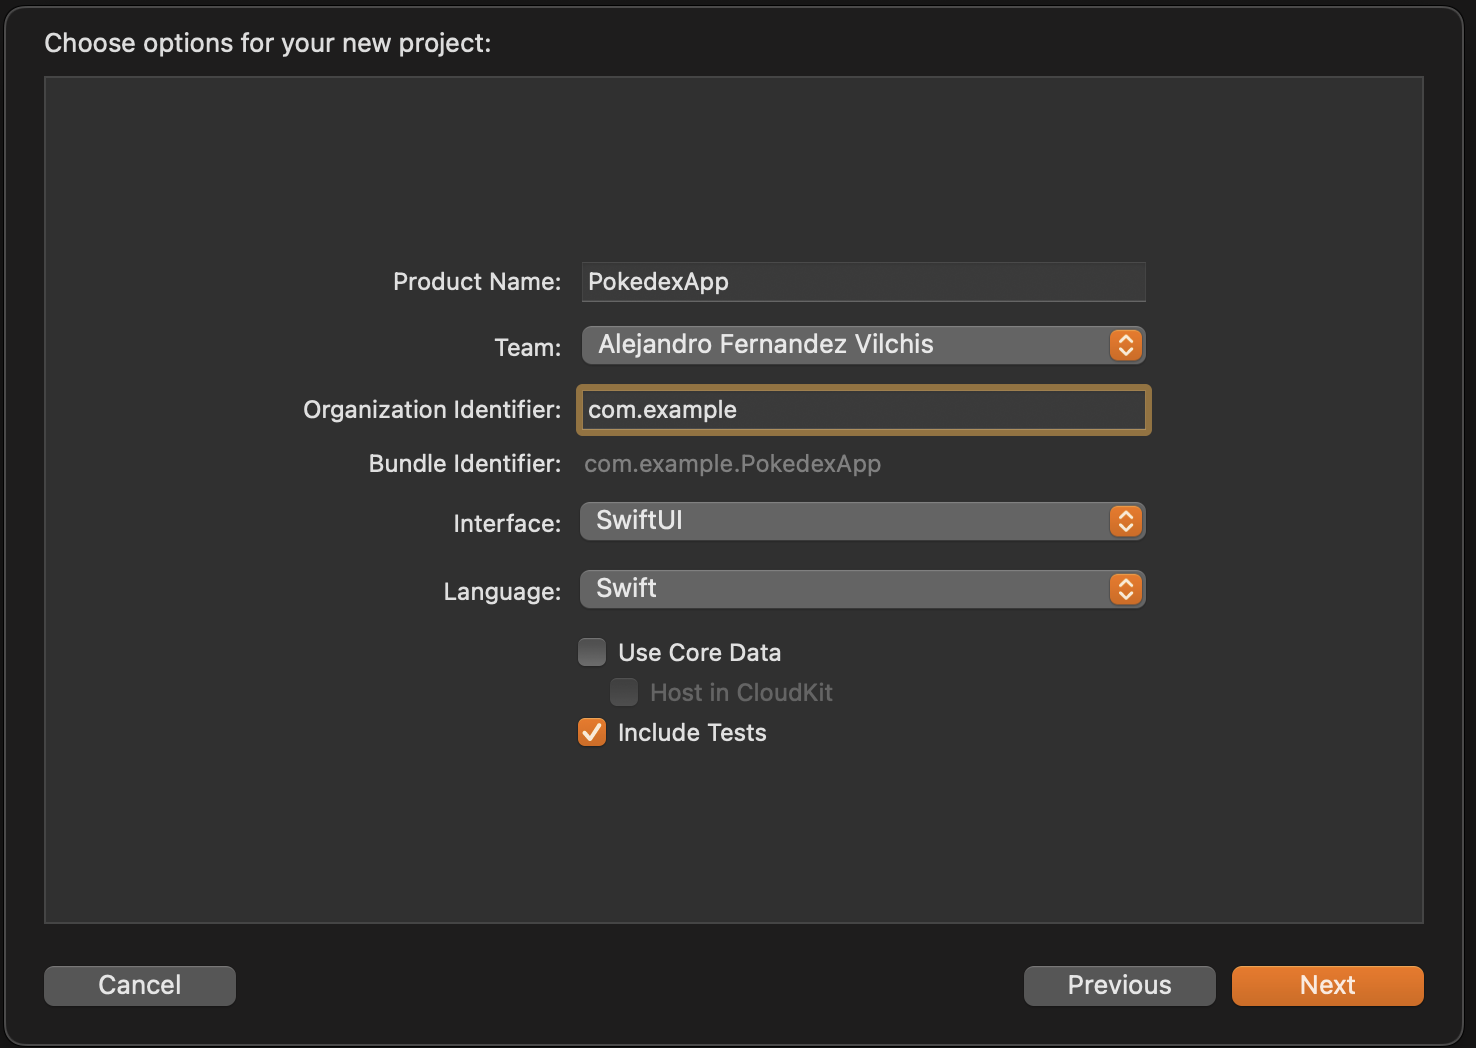 Choose options for your new project:
Product Name: PokedexApp
Team: Alejandro Fernandez Vilchis
Organization Identifier: com.example
Bundle Identifier: com.example.PokedexApp
Interface: SwiftUI
Language: Swift
Use Core Data
Host in CloudKit
Include Tests
Cancel Previous Next